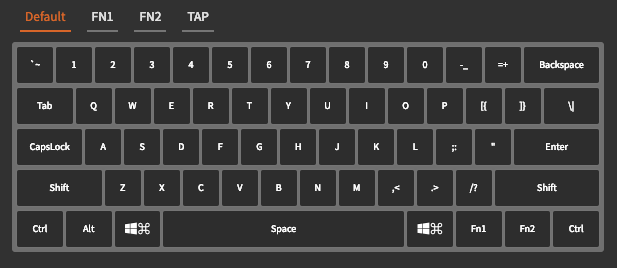 Default FN1 FN2 TAP
`~ 1 2 3 4 5 6 7 8 9 0 -_ =+ Backspace
Tab Q W E R T Y U I O P [{ ]} \|
CapsLock A S D F G H J K L ;: " Enter
Shift Z X C V B N M ,< .> /? Shift
Ctrl Alt ⌘ Space ⌘ Fn1 Fn2 Ctrl